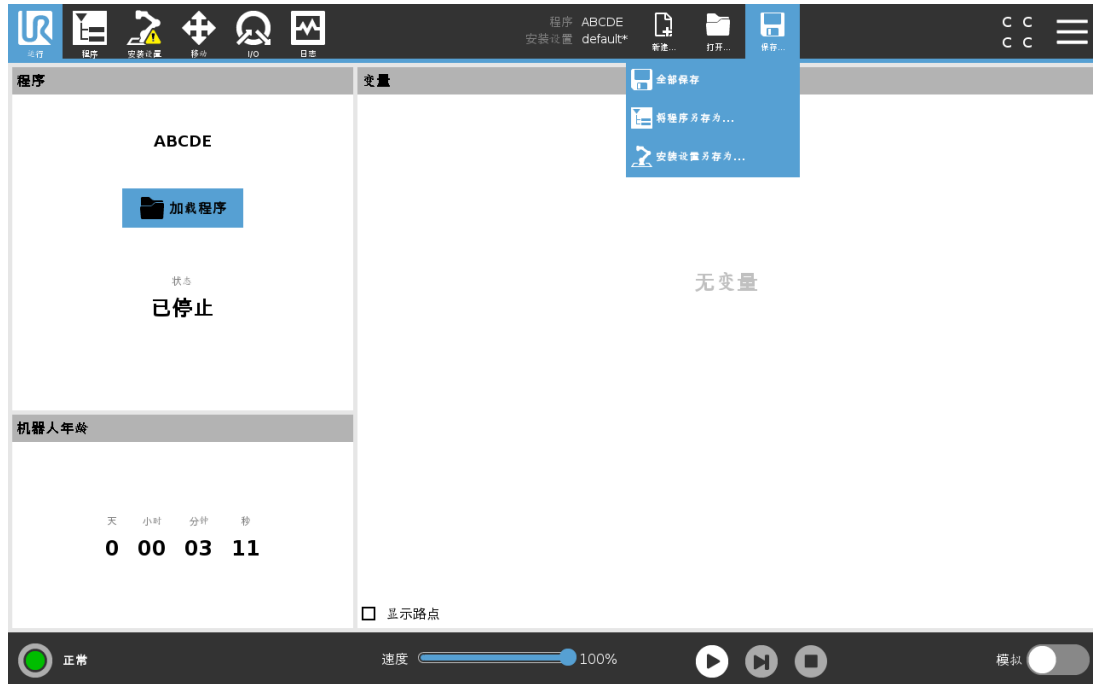 运行 程序 安装设置 移动 I/O 日志
程序 ABCDE
安装设置 default*
新建... 打开... 保存...
C C
C C
程序
变量
全部保存
将程序另存为...
安装设置另存为...
ABCDE
加载程序
状态
已停止
无变量
机器人年龄
天 小时 分钟 秒
0 00 03 11
显示路点
正常
速度 100%
模拟